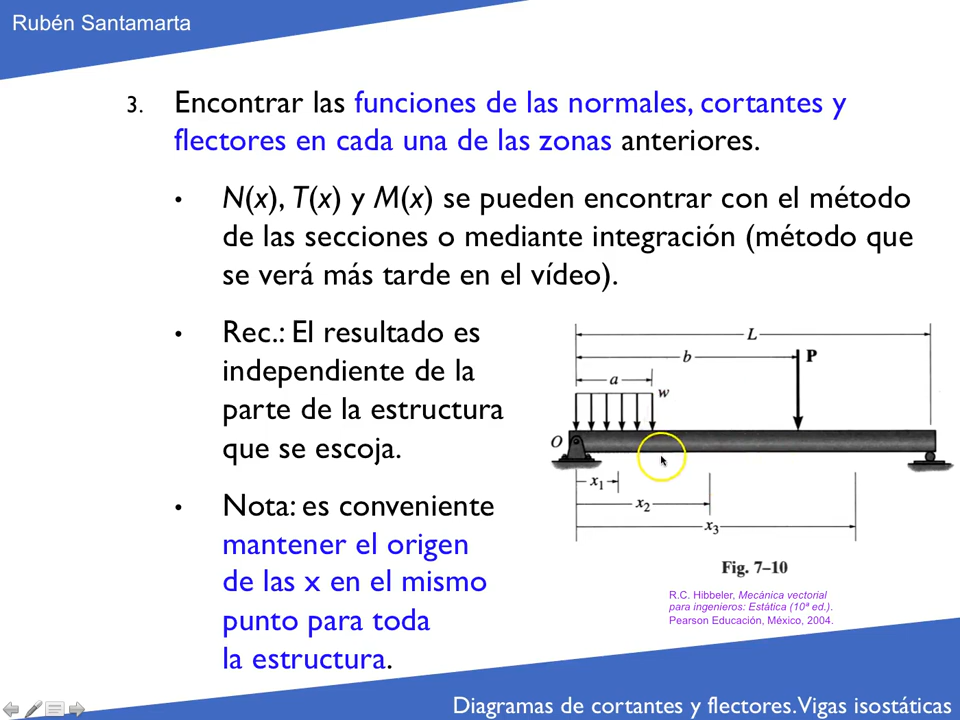 Rubén Santamarta
3. Encontrar las funciones de las normales, cortantes y
flectores en cada una de las zonas anteriores.
• N(x), T(x) y M(x) se pueden encontrar con el método
de las secciones o mediante integración (método que
se verá más tarde en el vídeo).
• Rec.: El resultado es
independiente de la
parte de la estructura
que se escoja.
• Nota: es conveniente
mantener el origen
de las x en el mismo
punto para toda
la estructura.
L
b
P
a
w
O
x₁
x₂
x₃
Fig. 7–10
R.C. Hibbeler, Mecánica vectorial
para ingenieros: Estática (10ª ed.).
Pearson Educación, México, 2004.
Diagramas de cortantes y flectores. Vigas isostáticas